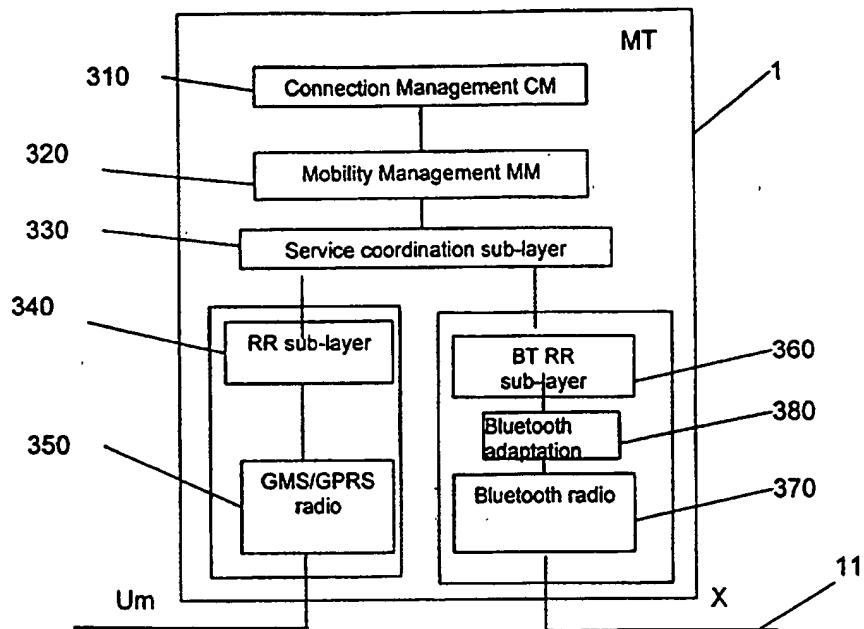 MT
310
Connection Management CM
1
320
Mobility Management MM
330
Service coordination sub-layer
340
RR sub-layer
BT RR
sub-layer
360
380
Bluetooth
adaptation
350
GMS/GPRS
radio
Bluetooth radio
370
11
Um
X